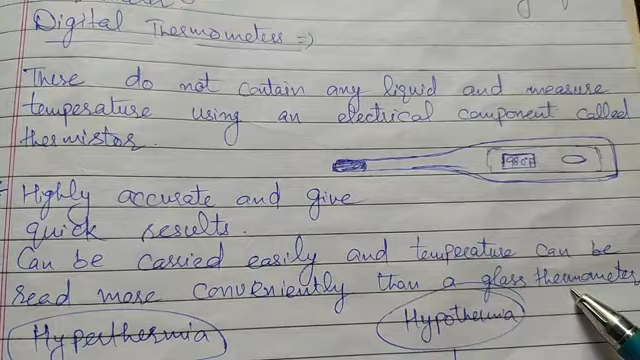 Digital Thermometers =>
These do not contain any liquid and measure
temperature using an electrical component called
thermistor.
98.6F
Highly accurate and give
quick results.
Can be carried easily and temperature can be
read more conveniently than a glass thermometer
Hyperthermia
Hypothermia